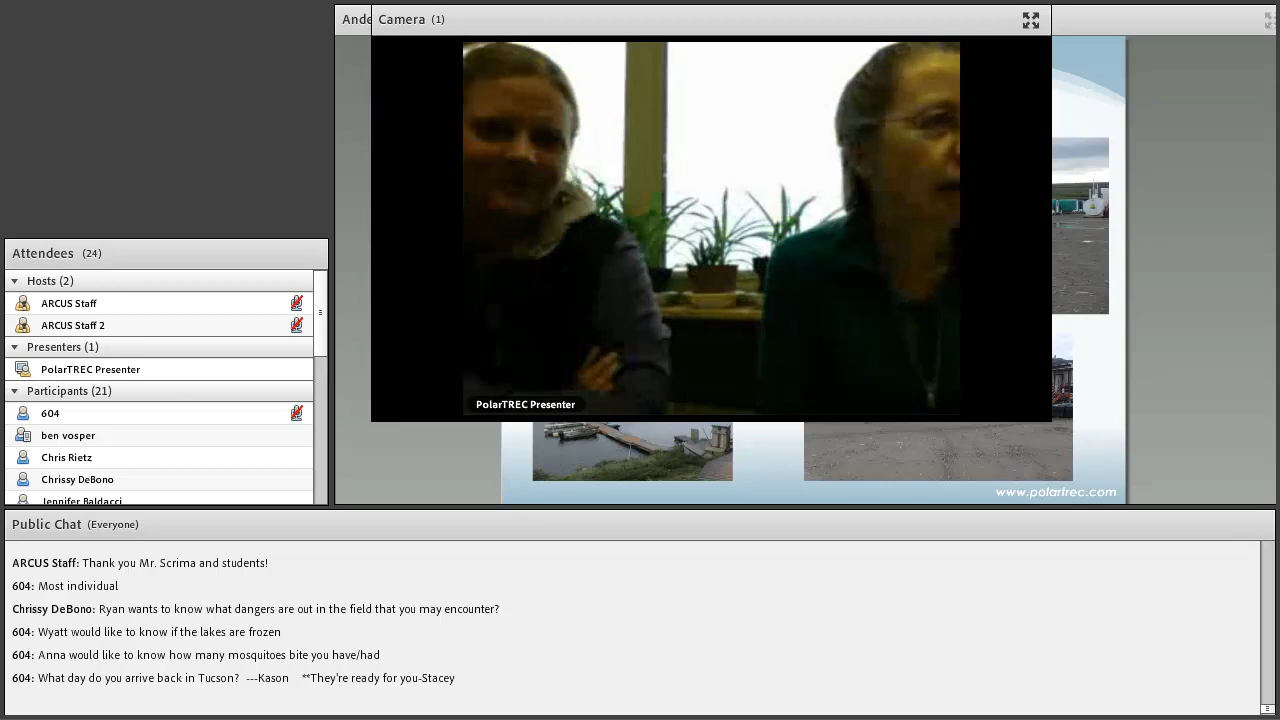 Ande
Camera (1)
PolarTREC Presenter
www.polartrec.com
Attendees (24)
Hosts (2)
ARCUS Staff
ARCUS Staff 2
Presenters (1)
PolarTREC Presenter
Participants (21)
604
ben vosper
Chris Rietz
Chrissy DeBono
Jennifer Baldacci
Public Chat (Everyone)
ARCUS Staff: Thank you Mr. Scrima and students!
604: Most individual
Chrissy DeBono: Ryan wants to know what dangers are out in the field that you may encounter?
604: Wyatt would like to know if the lakes are frozen
604: Anna would like to know how many mosquitoes bite you have/had
604: What day do you arrive back in Tucson? ---Kason **They're ready for you-Stacey